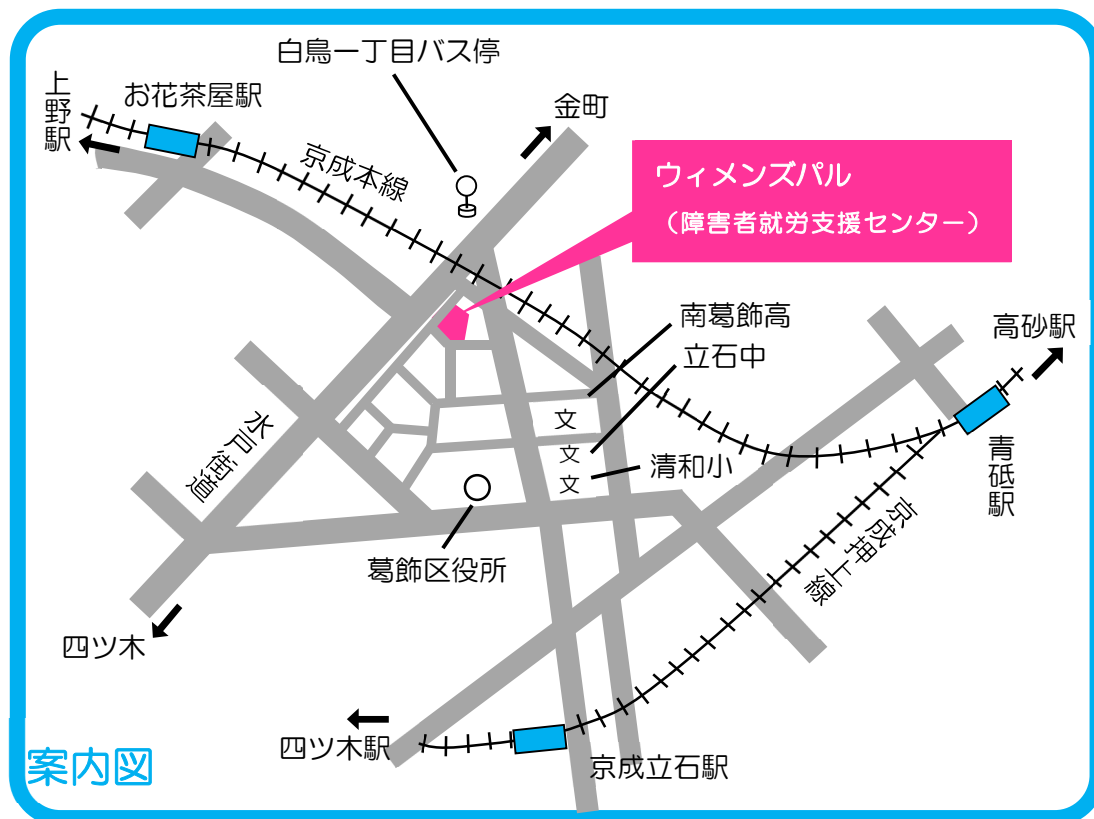 白鳥一丁目バス停
上野駅
お花茶屋駅
金町
京成本線
ウィメンズパル
（障害者就労支援センター）
南葛飾高
高砂駅
立石中
文
水戸街道
文
清和小
青砥駅
文
京成押上線
葛飾区役所
四ツ木
四ツ木駅
京成立石駅
案内図